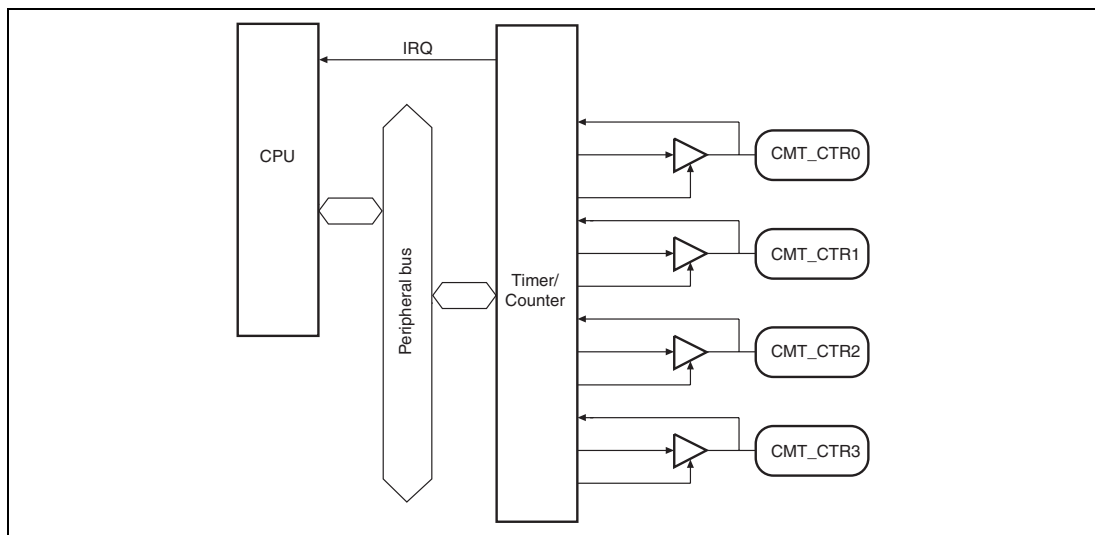 IRQ
CPU
Peripheral bus
Timer/
Counter
CMT_CTR0
CMT_CTR1
CMT_CTR2
CMT_CTR3